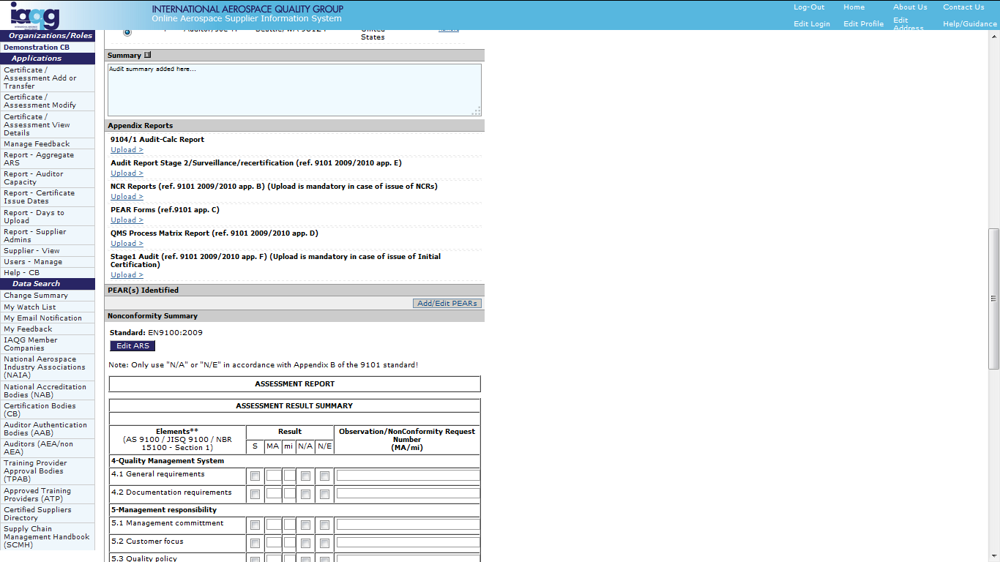 iaqg
INTERNATIONAL AEROSPACE QUALITY GROUP
Online Aerospace Supplier Information System
Log-Out
Home
About Us
Contact Us
Edit Login
Edit Profile
Edit
Address
Help/Guidance
Organizations/Roles
Demonstration CB
Applications
Certificate /
Assessment Add or
Transfer
Certificate /
Assessment Modify
Certificate /
Assessment View
Details
Manage Feedback
Report - Aggregate
ARS
Report - Auditor
Capacity
Report - Certificate
Issue Dates
Report - Days to
Upload
Report - Supplier
Admins
Supplier - View
Users - Manage
Help - CB
Data Search
Change Summary
My Watch List
My Email Notification
My Feedback
IAQG Member
Companies
National Aerospace
Industry Associations
(NAIA)
National Accreditation
Bodies (NAB)
Certification Bodies
(CB)
Auditor Authentication
Bodies (AAB)
Auditors (AEA/non
AEA)
Training Provider
Approval Bodies
(TPAB)
Approved Training
Providers (ATP)
Certified Suppliers
Directory
Supply Chain
Management Handbook
(SCMH)
United
States
Summary
Audit summary added here...
Appendix Reports
9104/1 Audit-Calc Report
Upload >
Audit Report Stage 2/Surveillance/recertification (ref. 9101 2009/2010 app. E)
Upload >
NCR Reports (ref. 9101 2009/2010 app. B) (Upload is mandatory in case of issue of NCRs)
Upload >
PEAR Forms (ref.9101 app. C)
Upload >
QMS Process Matrix Report (ref. 9101 2009/2010 app. D)
Upload >
Stage1 Audit (ref. 9101 2009/2010 app. F) (Upload is mandatory in case of issue of Initial
Certification)
Upload >
PEAR(s) Identified
Add/Edit PEARs
Nonconformity Summary
Standard: EN9100:2009
Edit ARS
Note: Only use "N/A" or "N/E" in accordance with Appendix B of the 9101 standard!
ASSESSMENT REPORT
ASSESSMENT RESULT SUMMARY
Elements**
(AS 9100 / JISQ 9100 / NBR
15100 - Section 1)
Result
S MA mi N/A N/E
Observation/NonConformity Request
Number
(MA/mi)
4-Quality Management System
4.1 General requirements
4.2 Documentation requirements
5-Management responsibility
5.1 Management committment
5.2 Customer focus
5.3 Quality policy